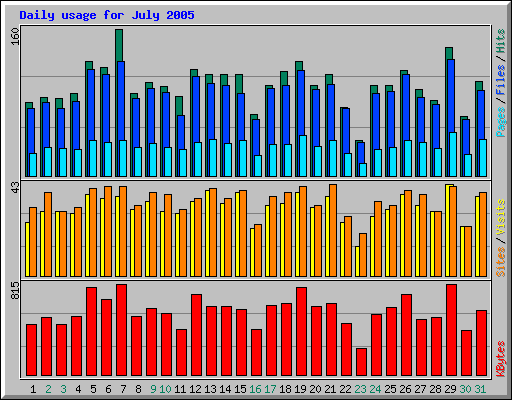 Daily usage for July 2005
160
Pages / Files / Hits
43
Sites / Visits
815
KBytes
1 2 3 4 5 6 7 8 9 10 11 12 13 14 15 16 17 18 19 20 21 22 23 24 25 26 27 28 29 30 31